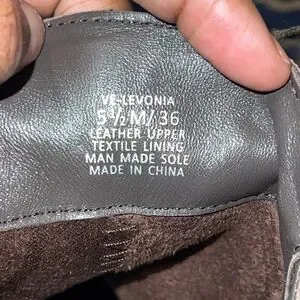 VE-LEVONIA
5 ½ M/36
LEATHER UPPER
TEXTILE LINING
MAN MADE SOLE
MADE IN CHINA